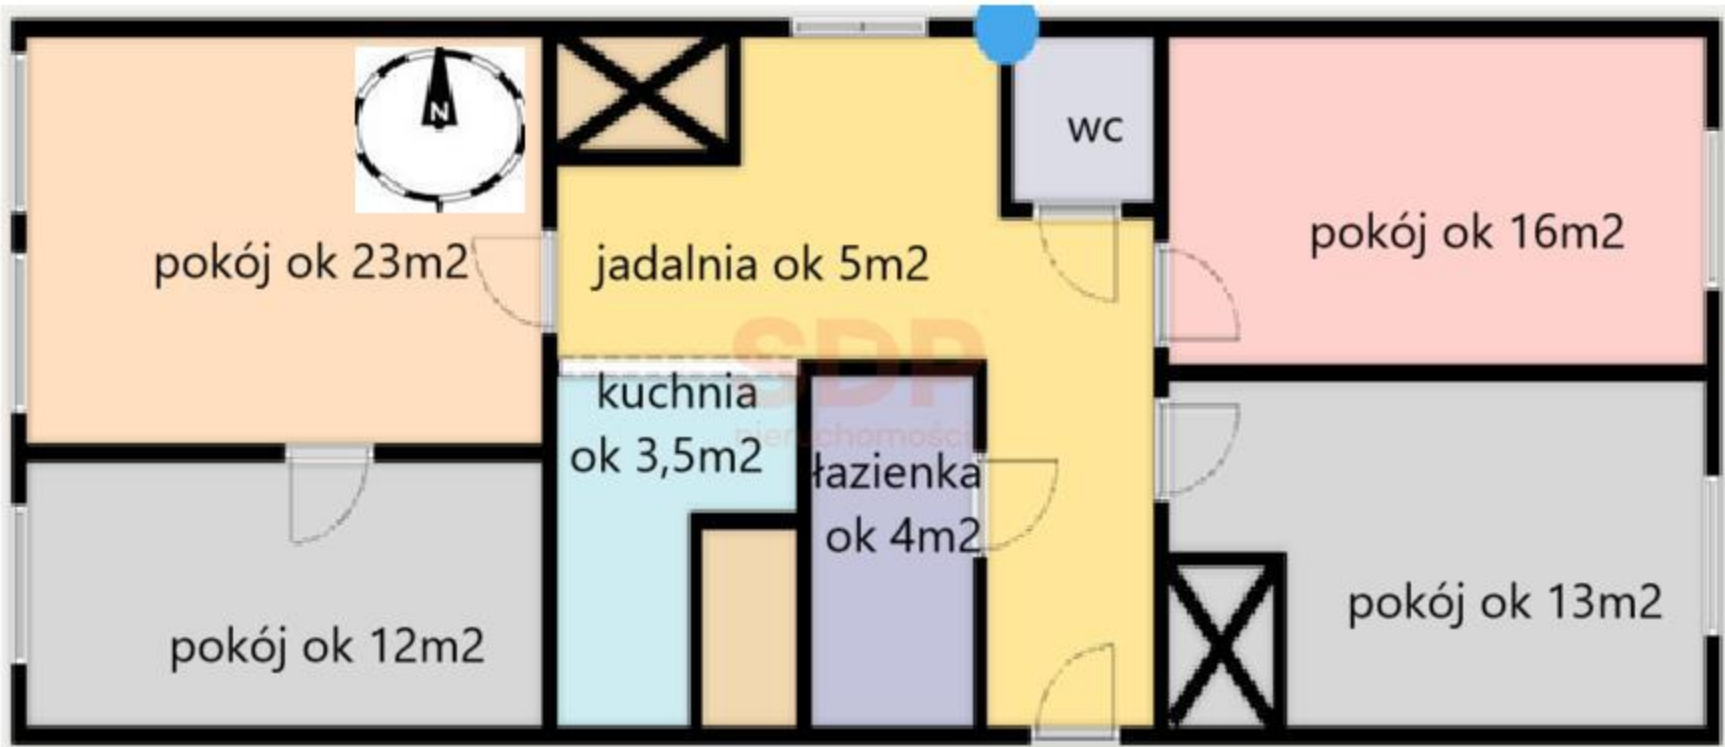 N
wc
pokój ok 16m2
pokój ok 23m2
jadalnia ok 5m2
SDP
nieruchomości
kuchnia
ok 3,5m2
łazienka
ok 4m2
pokój ok 12m2
pokój ok 13m2